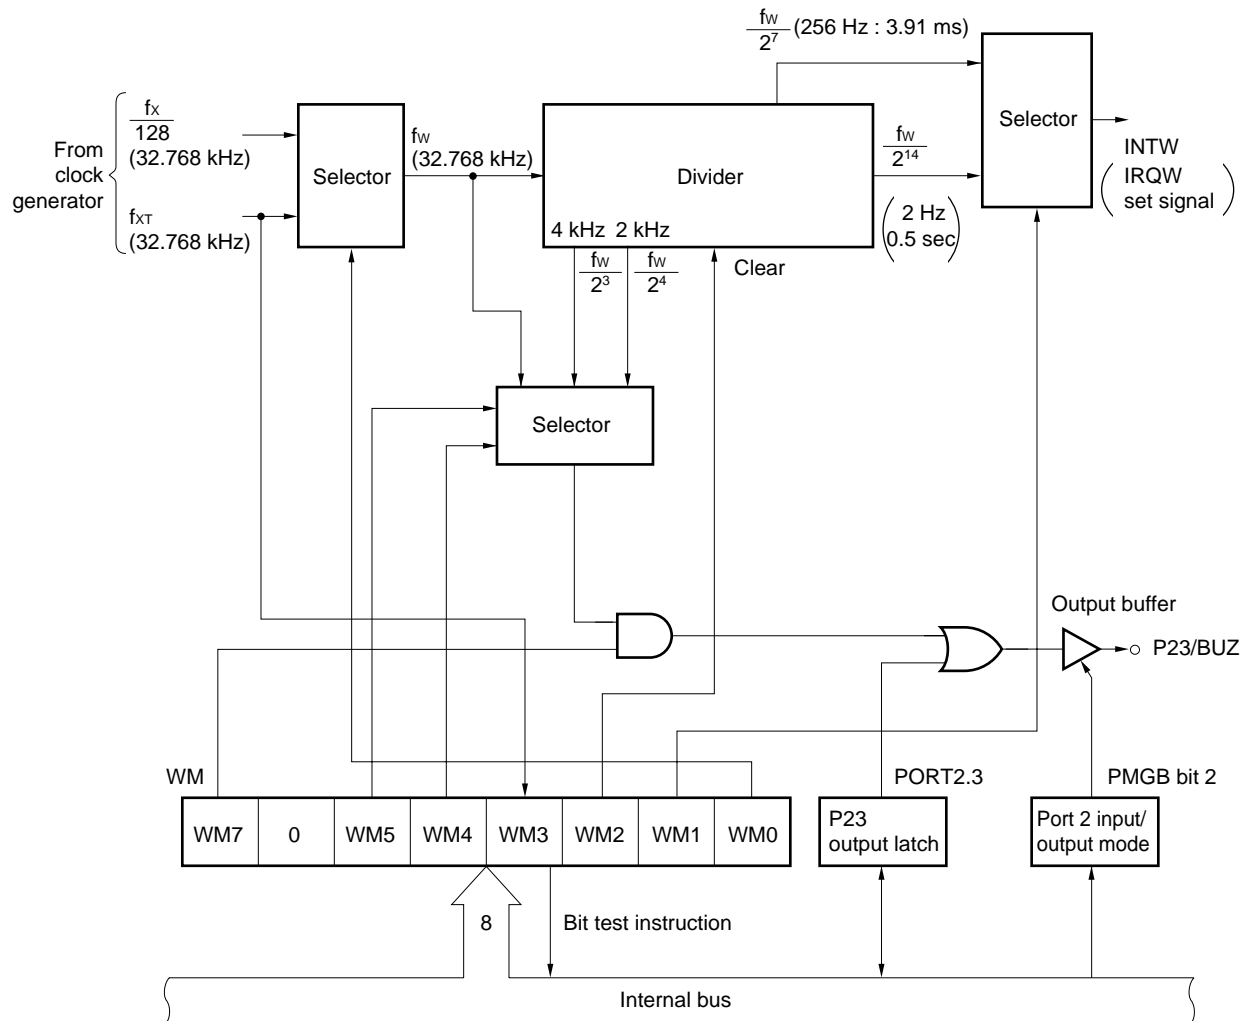 fW
2^7 (256 Hz : 3.91 ms)
From
clock
generator
fX
128
(32.768 kHz)
fXT
(32.768 kHz)
Selector
fW
(32.768 kHz)
Divider
4 kHz 2 kHz
fW
2^3
fW
2^4
Clear
fW
2^14
(2 Hz
0.5 sec)
Selector
INTW
(IRQW
set signal)
Selector
Output buffer
P23/BUZ
WM
PORT2.3
PMGB bit 2
WM7 0 WM5 WM4 WM3 WM2 WM1 WM0
P23
output latch
Port 2 input/
output mode
8
Bit test instruction
Internal bus